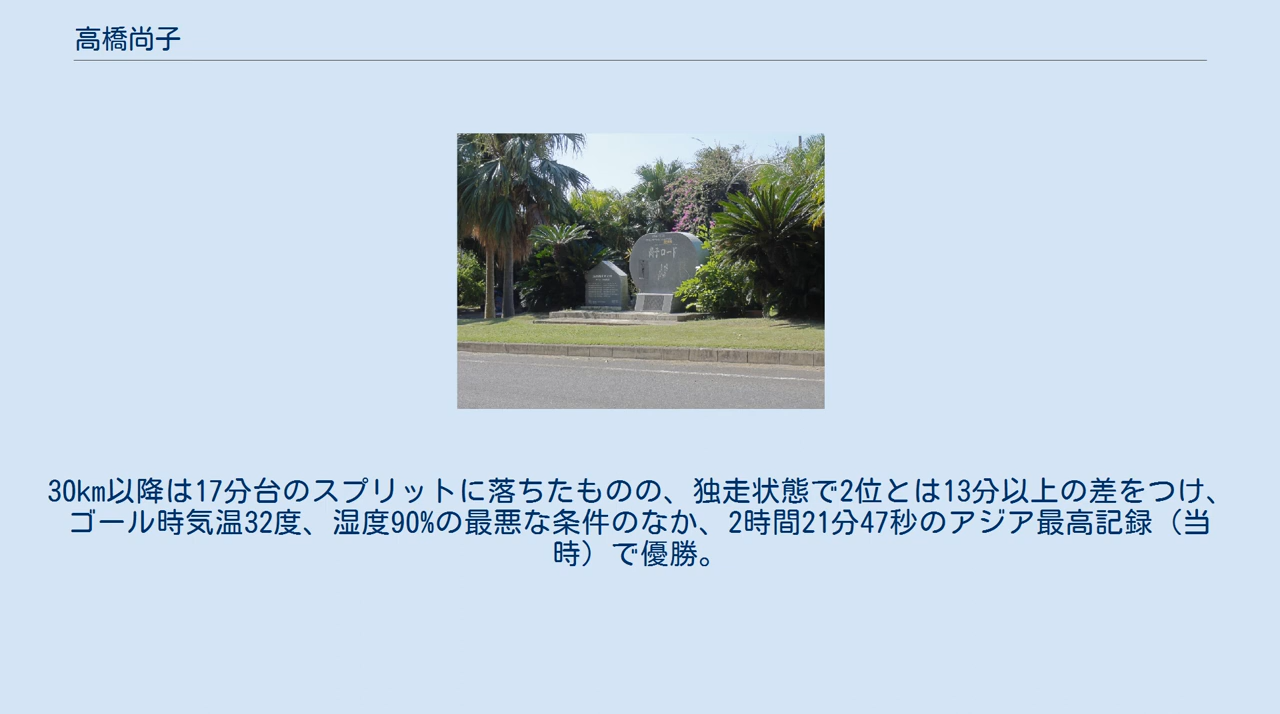 高橋尚子
30km以降は17分台のスプリットに落ちたものの、独走状態で2位とは13分以上の差をつけ、
ゴール時気温32度、湿度90%の最悪な条件のなか、2時間21分47秒のアジア最高記録（当
時）で優勝。